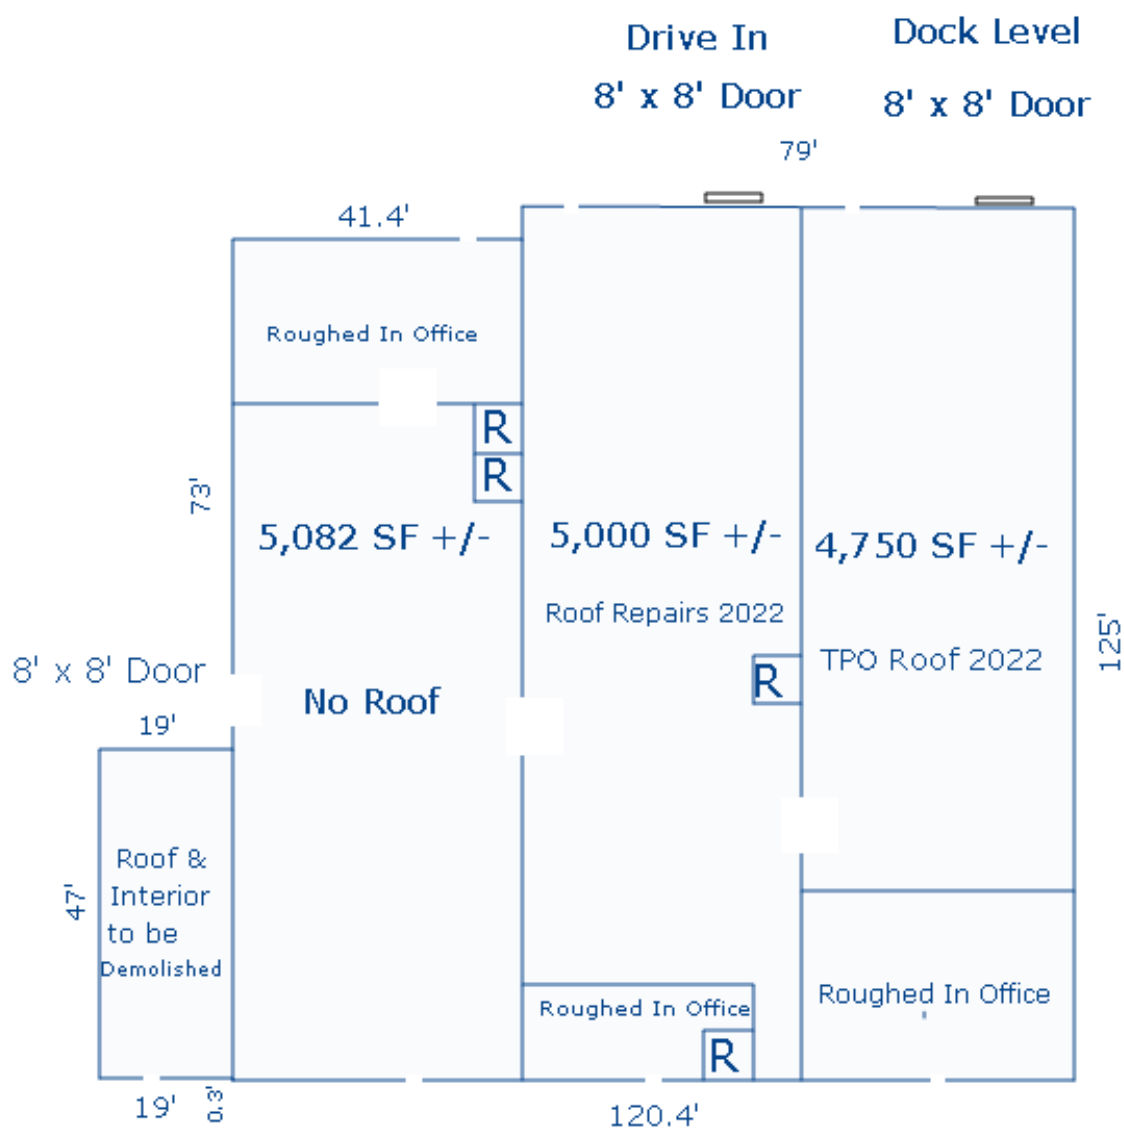 Drive In
8' x 8' Door
Dock Level
8' x 8' Door
79'
41.4'
Roughed In Office
R
R
73'
5,082 SF +/-
5,000 SF +/-
4,750 SF +/-
Roof Repairs 2022
TPO Roof 2022
125'
8' x 8' Door
No Roof
R
19'
Roof &
Interior
to be
Demolished
47'
Roughed In Office
R
Roughed In Office
19'
0.3'
120.4'